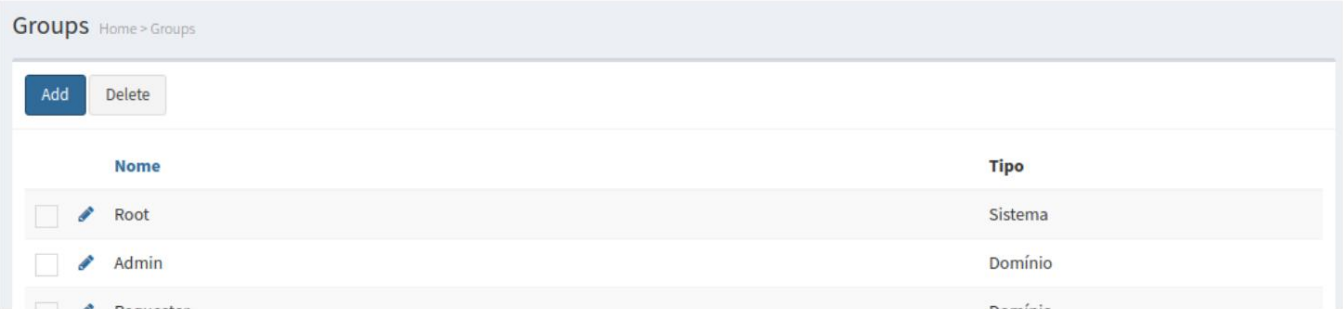 Groups Home > Groups
Add Delete
Nome Tipo
Root Sistema
Admin Domínio